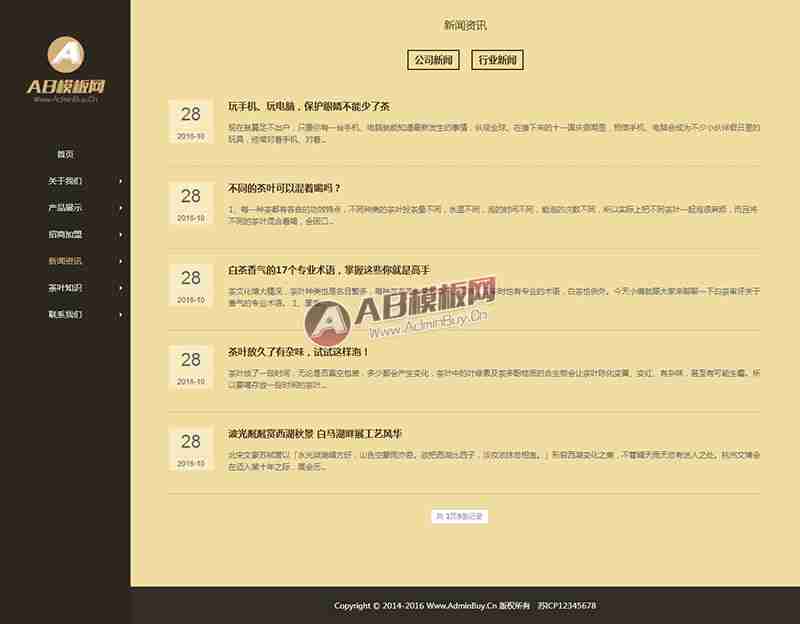 AB模板网
Www.AdminBuy.Cn
首页
关于我们
产品展示
招商加盟
新闻资讯
茶叶知识
联系我们
新闻资讯
公司新闻
行业新闻
28
2016-10
玩手机、玩电脑，保护眼睛不能少了茶
现在就算足不出户，只要你有一台手机、电脑就能知道最新发生的事情，纵观全球。在接下来的十一国庆假期里，想信手机、电脑会成为不少小伙伴假日里的
玩具，经常对着手机、对着...
28
2016-10
不同的茶叶可以混着喝吗？
1、每一种茶都有各自的功效特点，不同种类的茶叶投茶量不同，水温不同，泡的时间不同，能泡的次数不同，所以实际上把不同茶叶一起泡很麻烦，而且将
不同的茶叶混合着喝，会因口...
28
2016-10
白茶香气的17个专业术语，掌握这些你就是高手
茶文化博大精深，茶叶种类也是名目繁多，每种茶
时也有专业的术语，白茶也例外。今天小编就跟大家来聊聊一下白茶审评关于
香气的专业术语。 1、
AB模板网
Www.AdminBuy.Cn
28
2016-10
茶叶放久了有杂味，试试这样泡！
茶叶放了一段时间，无论是否真空包装，多少都会产生变化，茶叶中的叶绿素及茶多酚物质的自生氧会让茶叶陈化变黄、变红、有杂味，甚至有可能生霉。所
以要喝存放一段时间的茶叶...
28
2016-10
波光粼粼赏西湖秋景 白马湖畔展工艺风华
北宋文豪苏轼曾以「水光潋滟晴方好，山色空蒙雨亦奇。欲把西湖比西子，淡妆浓抹总相宜。」形容西湖变化之美，不管晴天雨天总有迷人之处。杭州文博会
在迈入第十年之际，展会历...
共 1页5条记录
Copyright © 2014-2016 Www.AdminBuy.Cn 版权所有 苏ICP12345678